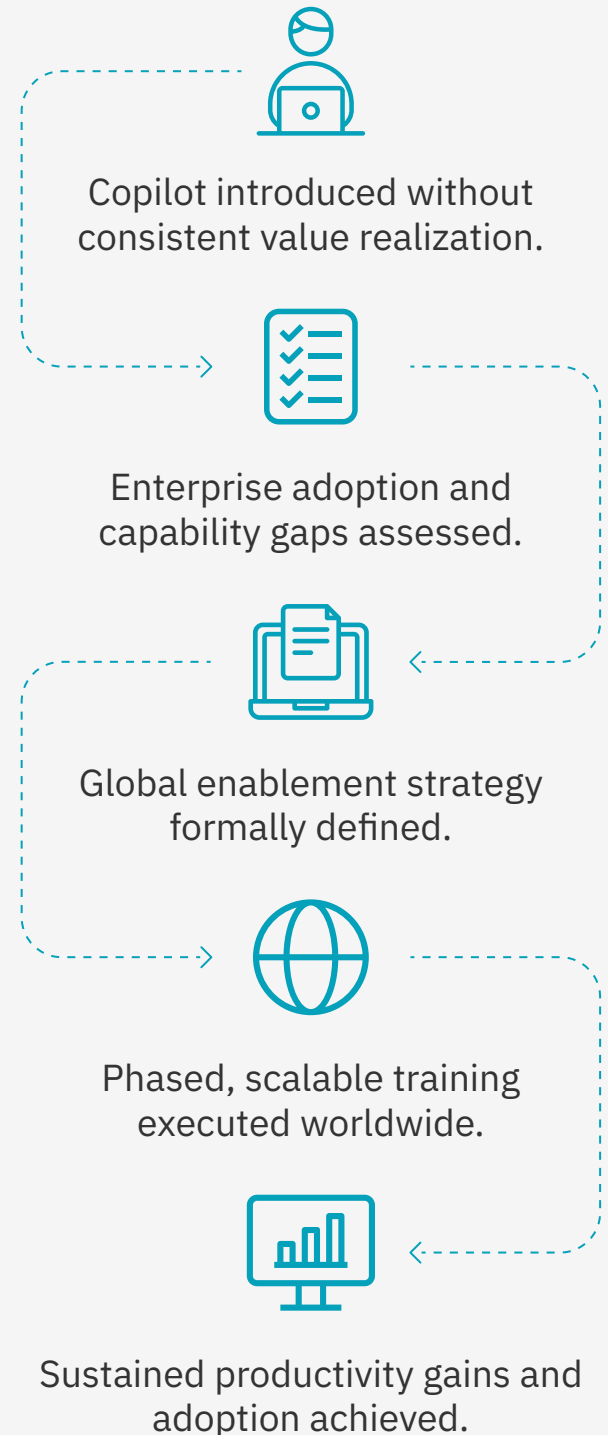 Copilot introduced without
consistent value realization.
Enterprise adoption and
capability gaps assessed.
Global enablement strategy
formally defined.
Phased, scalable training
executed worldwide.
Sustained productivity gains and
adoption achieved.